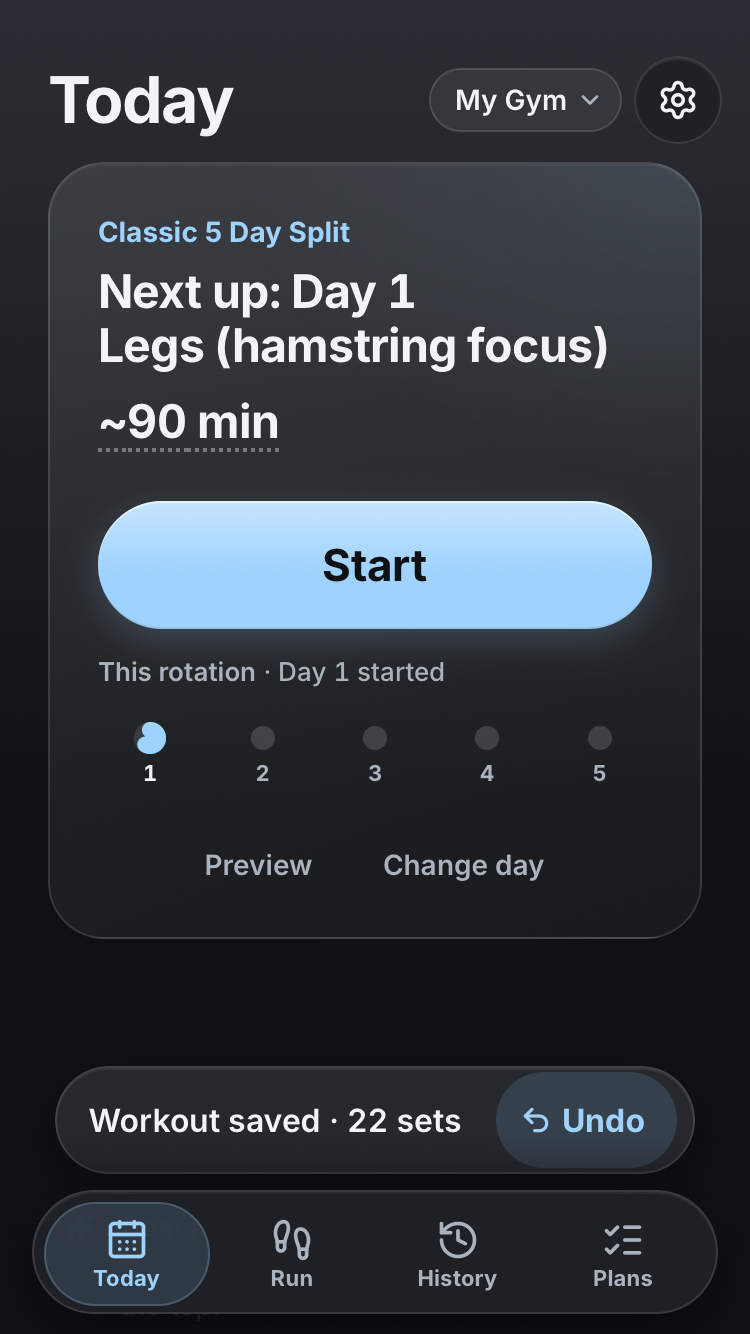 Today
My Gym
Classic 5 Day Split
Next up: Day 1
Legs (hamstring focus)
~90 min
Start
This rotation · Day 1 started
1
2
3
4
5
Preview
Change day
Workout saved · 22 sets
Undo
Today
Run
History
Plans